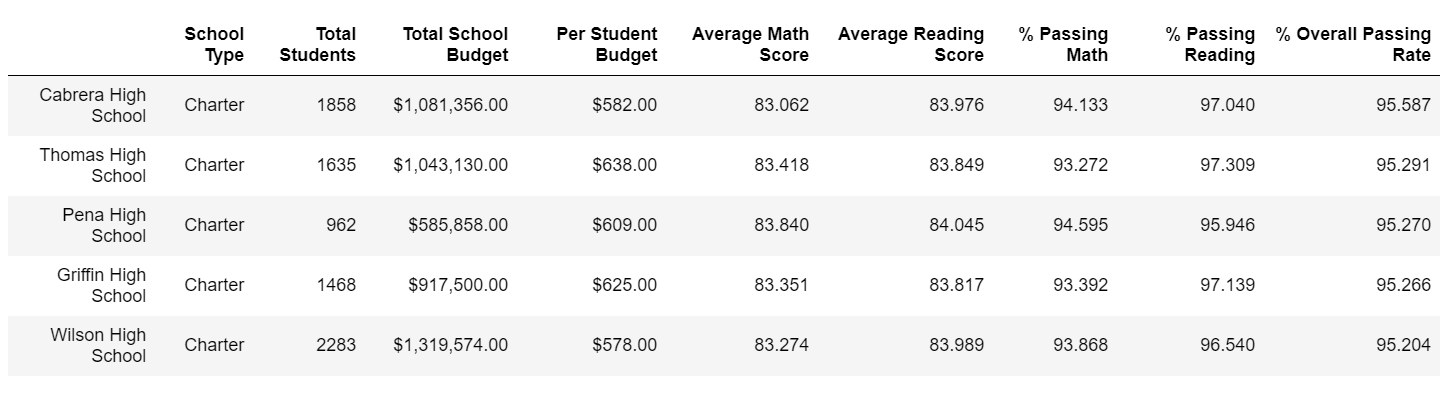 School Type Total Students Total School Budget Per Student Budget Average Math Score Average Reading Score % Passing Math % Passing Reading % Overall Passing Rate
Cabrera High School Charter 1858 $1,081,356.00 $582.00 83.062 83.976 94.133 97.040 95.587
Thomas High School Charter 1635 $1,043,130.00 $638.00 83.418 83.849 93.272 97.309 95.291
Pena High School Charter 962 $585,858.00 $609.00 83.840 84.045 94.595 95.946 95.270
Griffin High School Charter 1468 $917,500.00 $625.00 83.351 83.817 93.392 97.139 95.266
Wilson High School Charter 2283 $1,319,574.00 $578.00 83.274 83.989 93.868 96.540 95.204